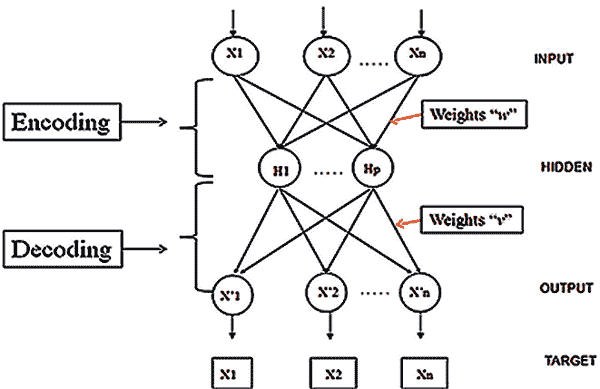 X1 X2 ..... Xn INPUT
Encoding
Weights "w"
H1 ..... Hp HIDDEN
Weights "v"
Decoding
X'1 X'2 ..... X'n OUTPUT
X1 X2 Xn TARGET